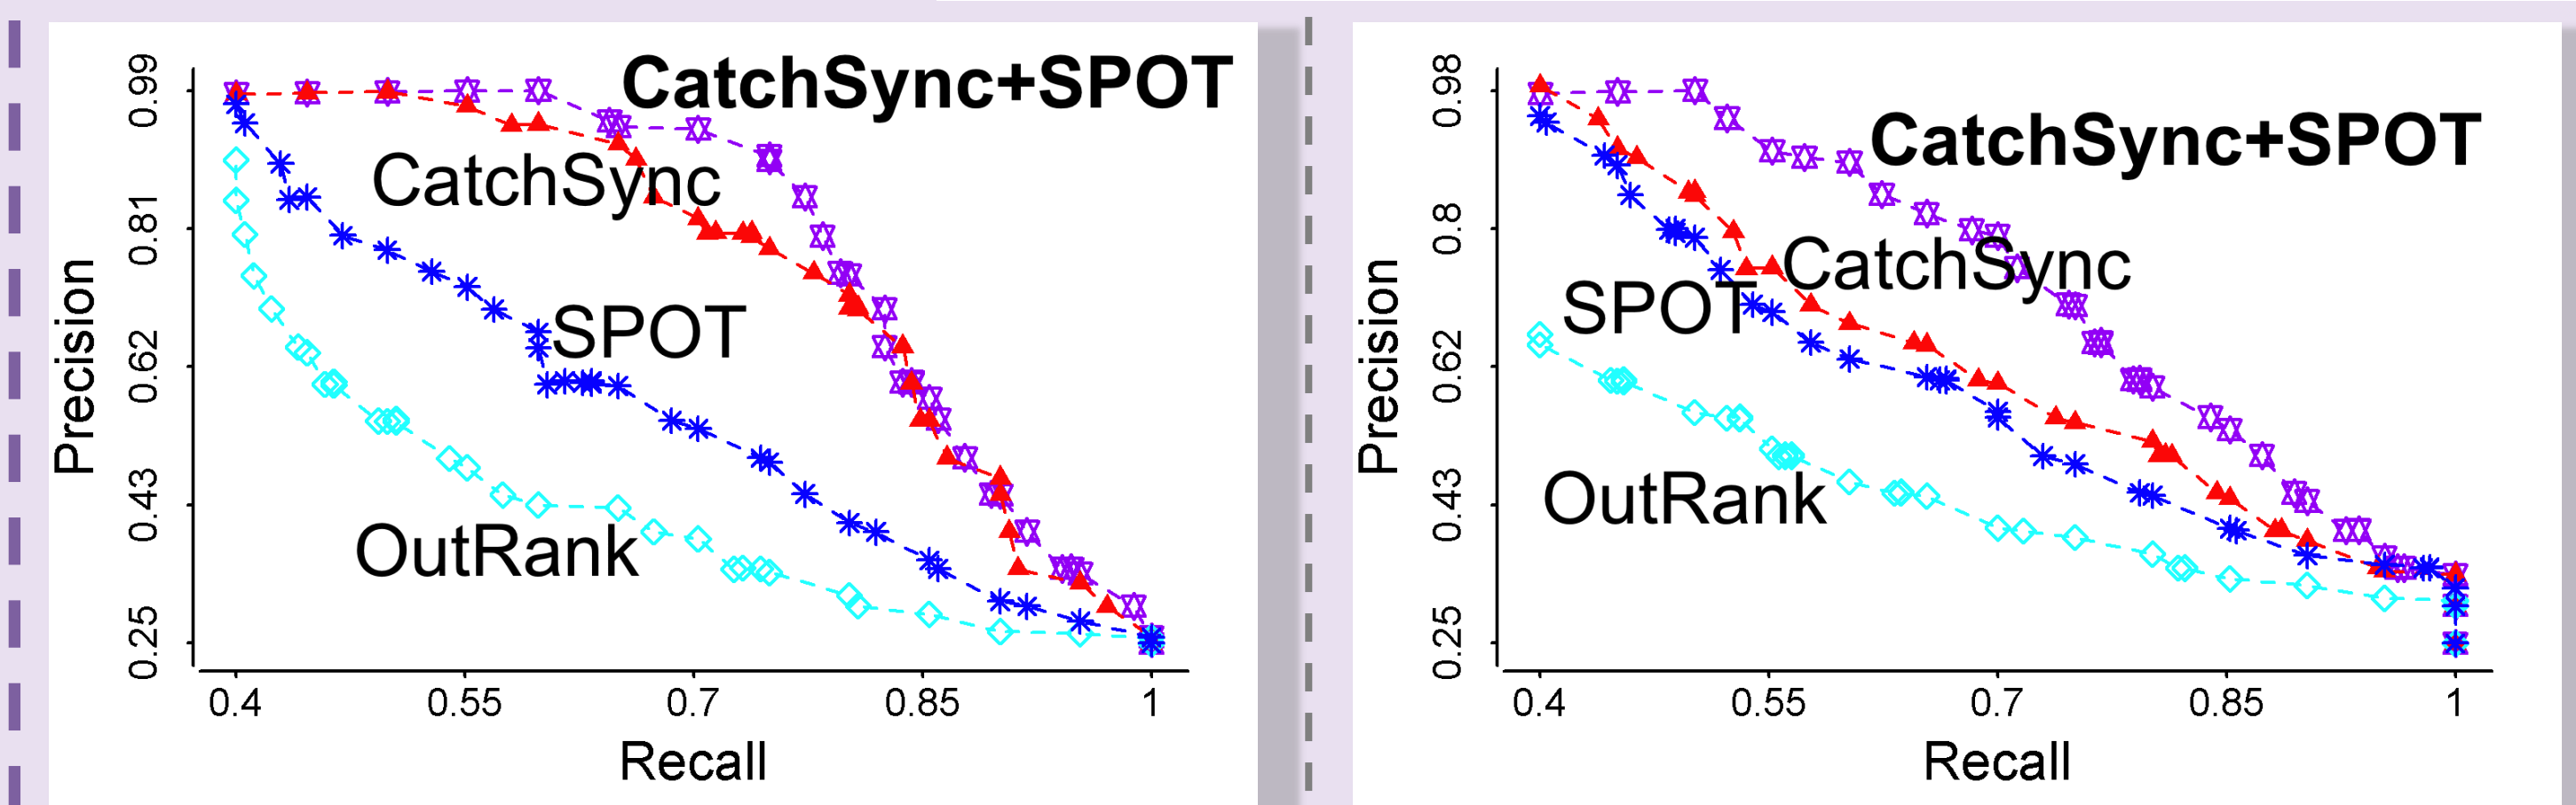 CatchSync+SPOT
CatchSync
SPOT
OutRank
Precision
0.99
0.81
0.62
0.43
0.25
0.4 0.55 0.7 0.85 1
Recall
CatchSync+SPOT
CatchSync
SPOT
OutRank
Precision
0.98
0.8
0.62
0.43
0.25
0.4 0.55 0.7 0.85 1
Recall